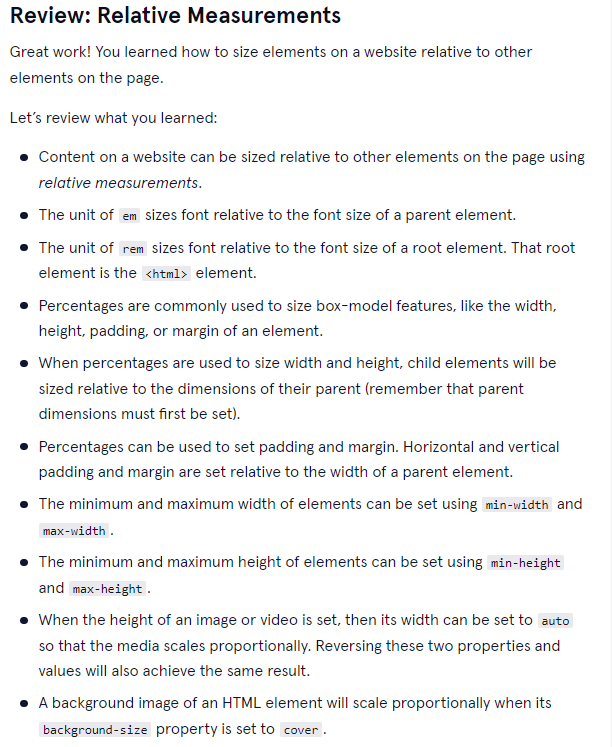 Review: Relative Measurements
Great work! You learned how to size elements on a website relative to other
elements on the page.
Let’s review what you learned:
● Content on a website can be sized relative to other elements on the page using
relative measurements.
● The unit of em sizes font relative to the font size of a parent element.
● The unit of rem sizes font relative to the font size of a root element. That root
element is the <html> element.
● Percentages are commonly used to size box-model features, like the width,
height, padding, or margin of an element.
● When percentages are used to size width and height, child elements will be
sized relative to the dimensions of their parent (remember that parent
dimensions must first be set).
● Percentages can be used to set padding and margin. Horizontal and vertical
padding and margin are set relative to the width of a parent element.
● The minimum and maximum width of elements can be set using min-width and
max-width.
● The minimum and maximum height of elements can be set using min-height
and max-height.
● When the height of an image or video is set, then its width can be set to auto
so that the media scales proportionally. Reversing these two properties and
values will also achieve the same result.
● A background image of an HTML element will scale proportionally when its
background-size property is set to cover.